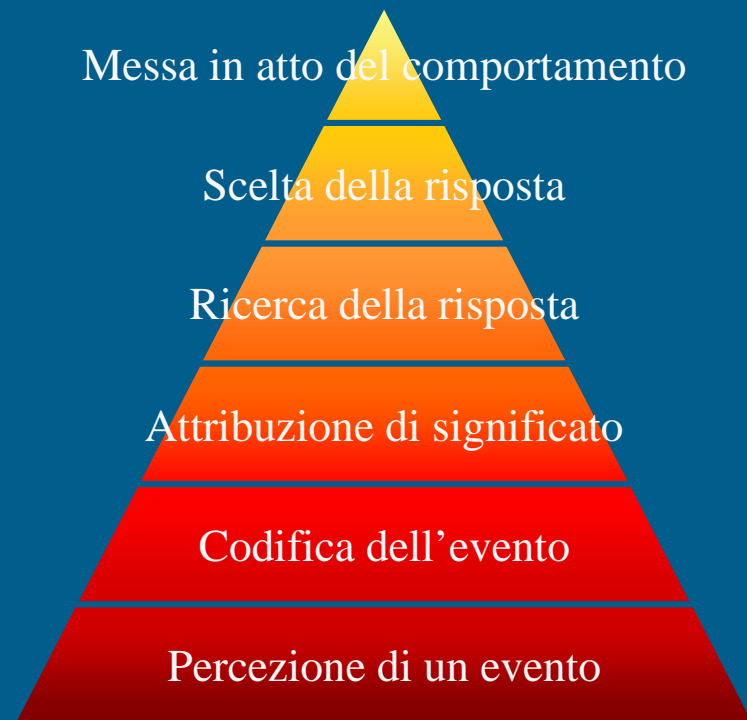 Messa in atto del comportamento
Scelta della risposta
Ricerca della risposta
Attribuzione di significato
Codifica dell’evento
Percezione di un evento